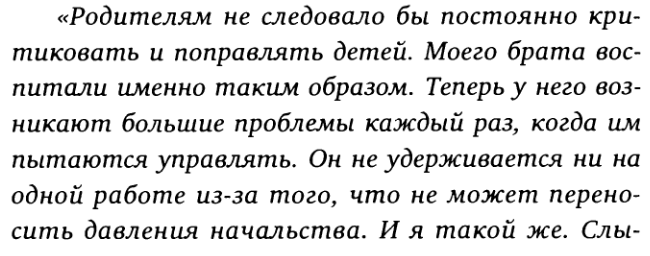 «Родителям не следовало бы постоянно кри-
тиковать и поправлять детей. Моего брата вос-
питали именно таким образом. Теперь у него воз-
никают большие проблемы каждый раз, когда им
пытаются управлять. Он не удерживается ни на
одной работе из-за того, что не может перено-
сить давления начальства. И я такой же. Слы-